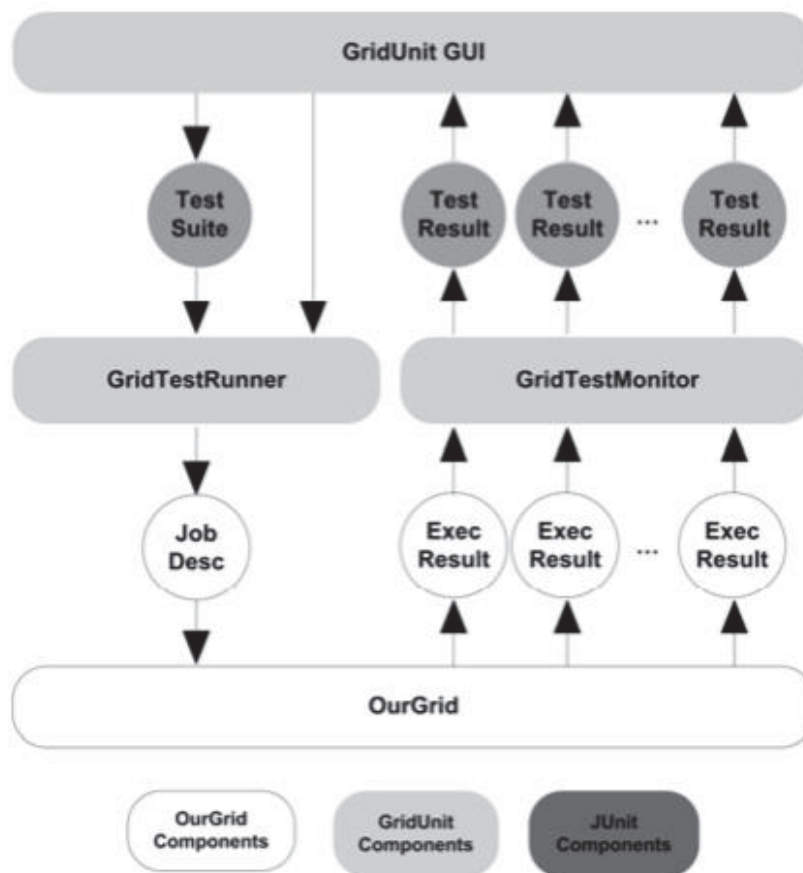 GridUnit GUI
Test
Suite
Test
Result
Test
Result
...
Test
Result
GridTestRunner
GridTestMonitor
Job
Desc
Exec
Result
Exec
Result
...
Exec
Result
OurGrid
OurGrid
Components
GridUnit
Components
JUnit
Components